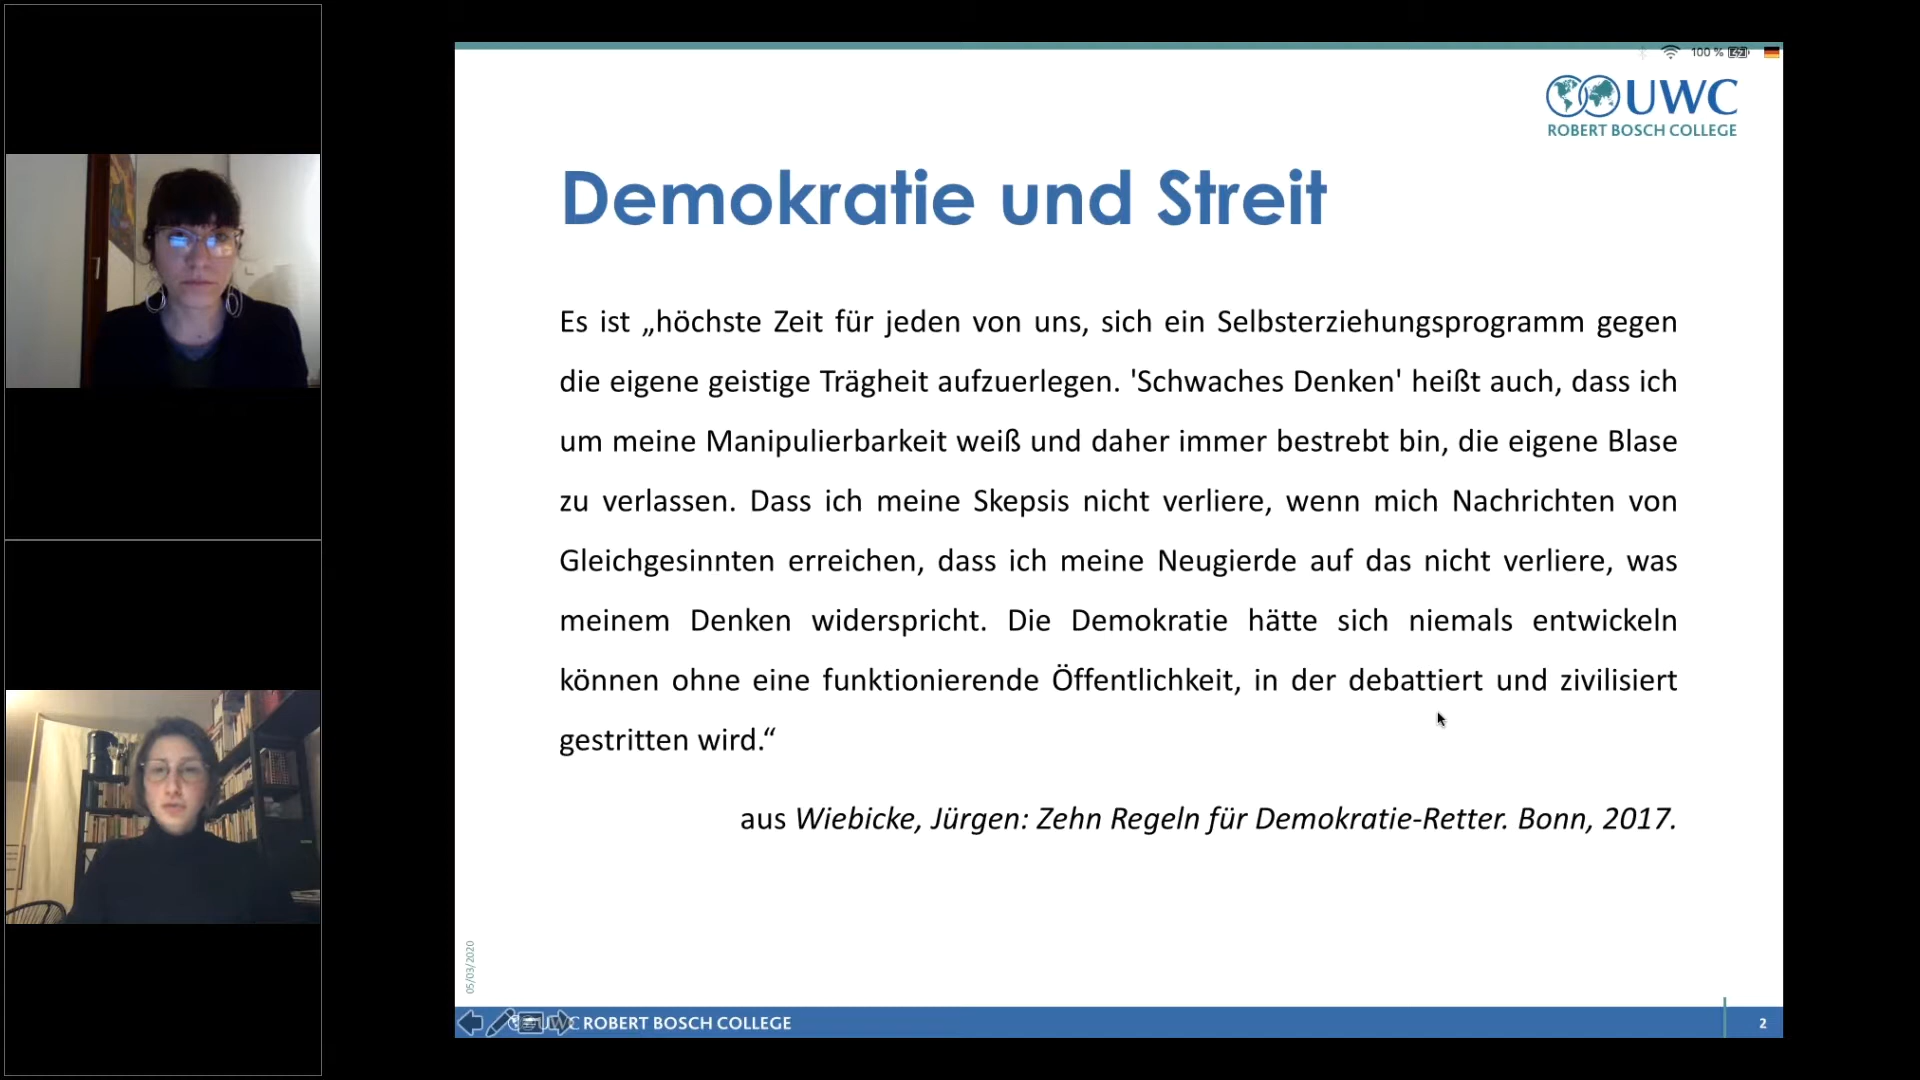 100 %
UWC
ROBERT BOSCH COLLEGE
Demokratie und Streit
Es ist „höchste Zeit für jeden von uns, sich ein Selbsterziehungsprogramm gegen
die eigene geistige Trägheit aufzuerlegen. 'Schwaches Denken' heißt auch, dass ich
um meine Manipulierbarkeit weiß und daher immer bestrebt bin, die eigene Blase
zu verlassen. Dass ich meine Skepsis nicht verliere, wenn mich Nachrichten von
Gleichgesinnten erreichen, dass ich meine Neugierde auf das nicht verliere, was
meinem Denken widerspricht. Die Demokratie hätte sich niemals entwickeln
können ohne eine funktionierende Öffentlichkeit, in der debattiert und zivilisiert
gestritten wird.“
aus Wiebicke, Jürgen: Zehn Regeln für Demokratie-Retter. Bonn, 2017.
05/03/2020
UWC ROBERT BOSCH COLLEGE
2